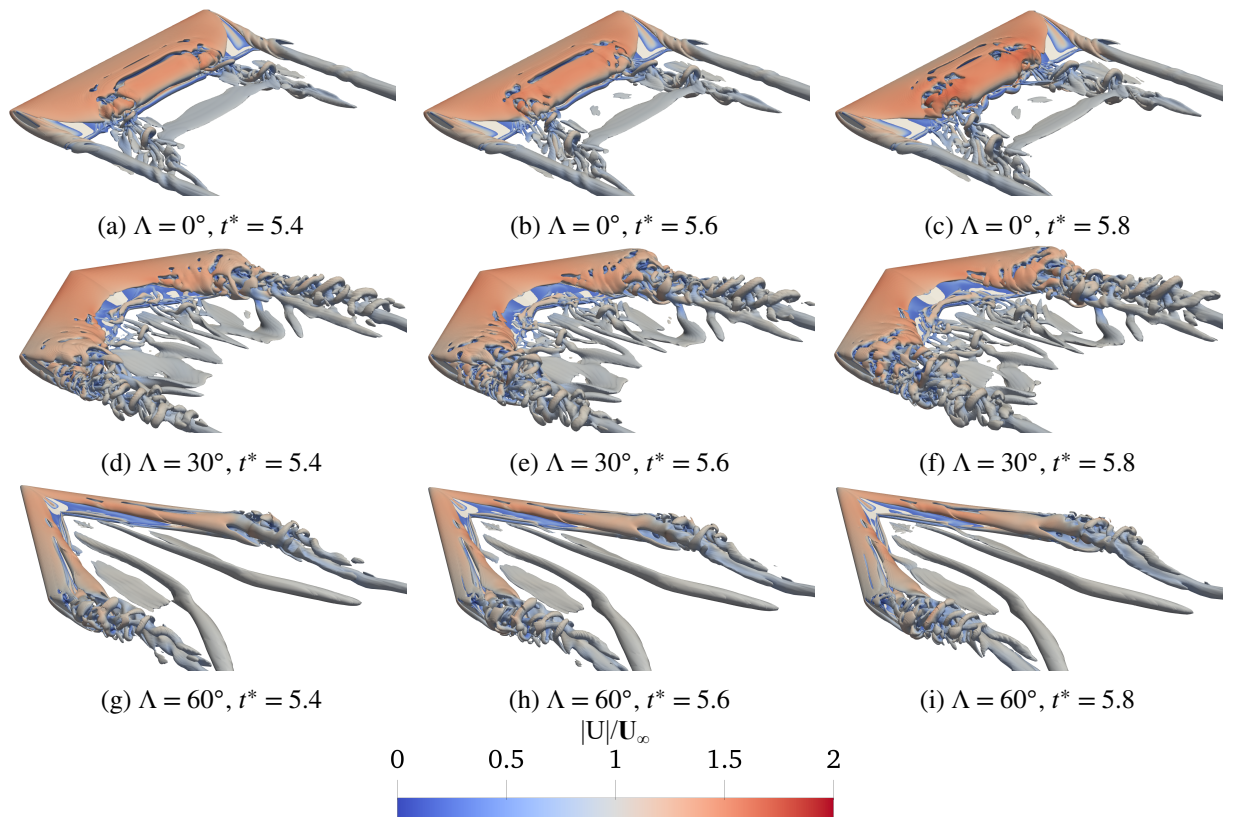 (a) Λ = 0°, t* = 5.4
(b) Λ = 0°, t* = 5.6
(c) Λ = 0°, t* = 5.8
(d) Λ = 30°, t* = 5.4
(e) Λ = 30°, t* = 5.6
(f) Λ = 30°, t* = 5.8
(g) Λ = 60°, t* = 5.4
(h) Λ = 60°, t* = 5.6
(i) Λ = 60°, t* = 5.8
|U|/U∞
0 0.5 1 1.5 2